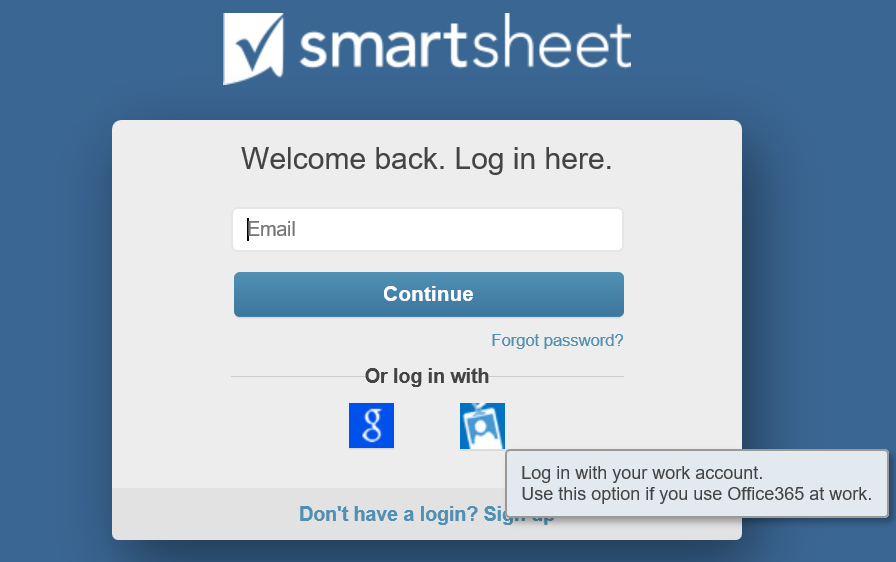 smartsheet
Welcome back. Log in here.
Email
Continue
Forgot password?
Or log in with
g
Log in with your work account.
Use this option if you use Office365 at work.
Don't have a login? Sign up